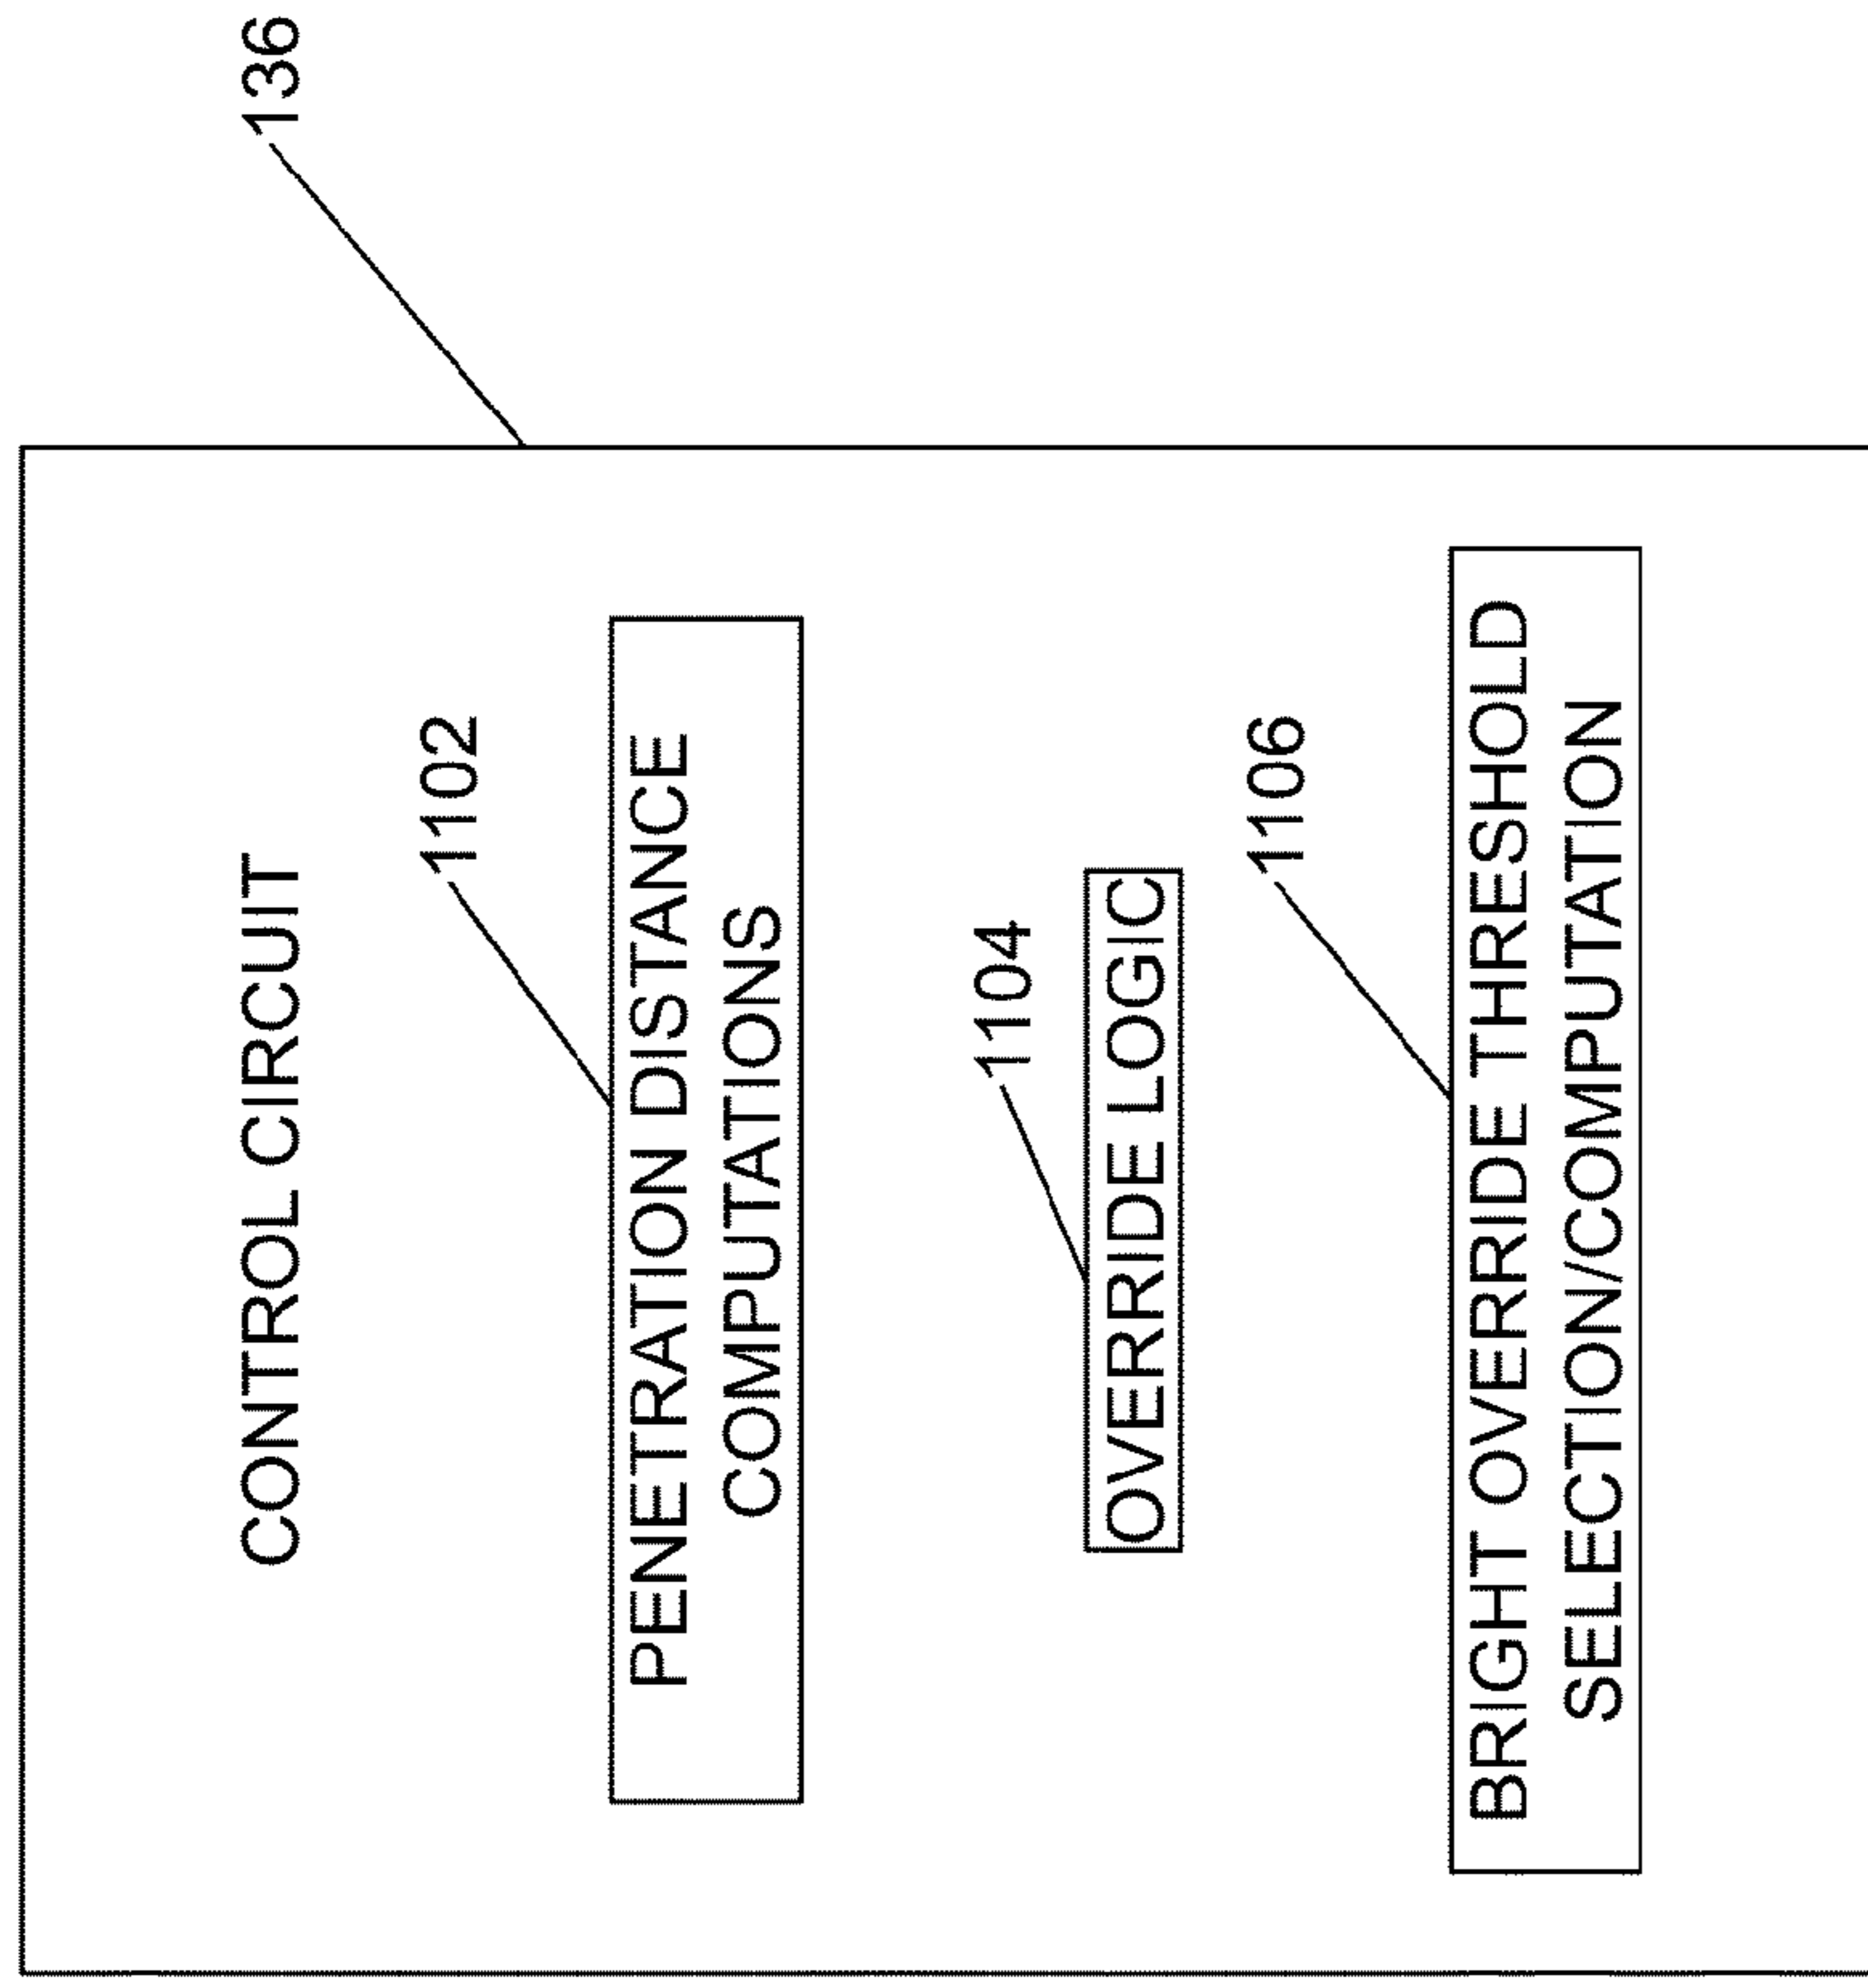 136
CONTROL CIRCUIT
1102
PENETRATION DISTANCE
COMPUTATIONS
1104
OVERRIDE LOGIC
1106
BRIGHT OVERRIDE THRESHOLD
SELECTION/COMPUTATION